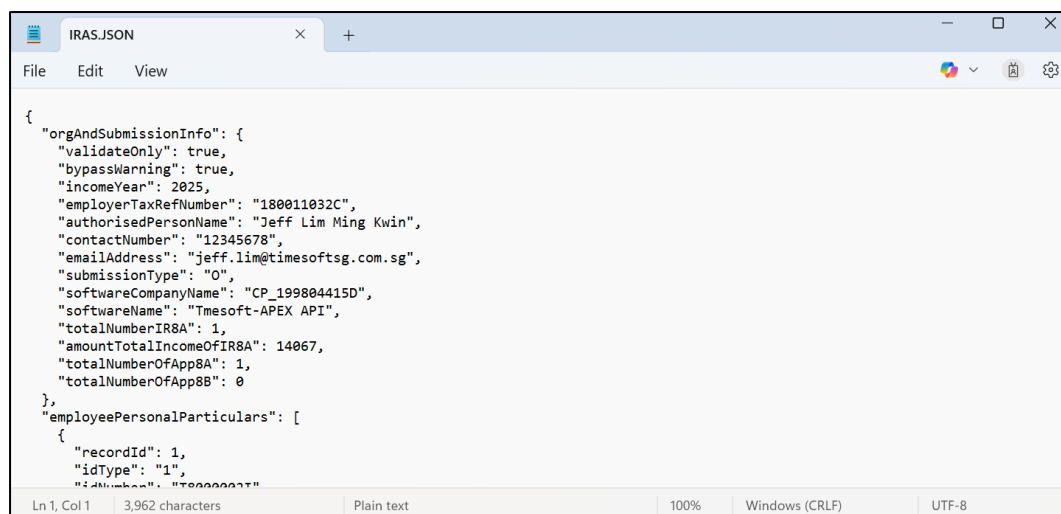 IRAS.JSON
File Edit View
{
"orgAndSubmissionInfo": {
"validateOnly": true,
"bypassWarning": true,
"incomeYear": 2025,
"employerTaxRefNumber": "180011032C",
"authorisedPersonName": "Jeff Lim Ming Kwin",
"contactNumber": "12345678",
"emailAddress": "jeff.lim@timesoftsg.com.sg",
"submissionType": "O",
"softwareCompanyName": "CP_199804415D",
"softwareName": "Tmesoft-APEX API",
"totalNumberIR8A": 1,
"amountTotalIncomeOfIR8A": 14067,
"totalNumberOfApp8A": 1,
"totalNumberOfApp8B": 0
},
"employeePersonalParticulars": [
{
"recordId": 1,
"idType": "1",
"idNumber":
Ln 1, Col 1 3,962 characters Plain text 100% Windows (CRLF) UTF-8